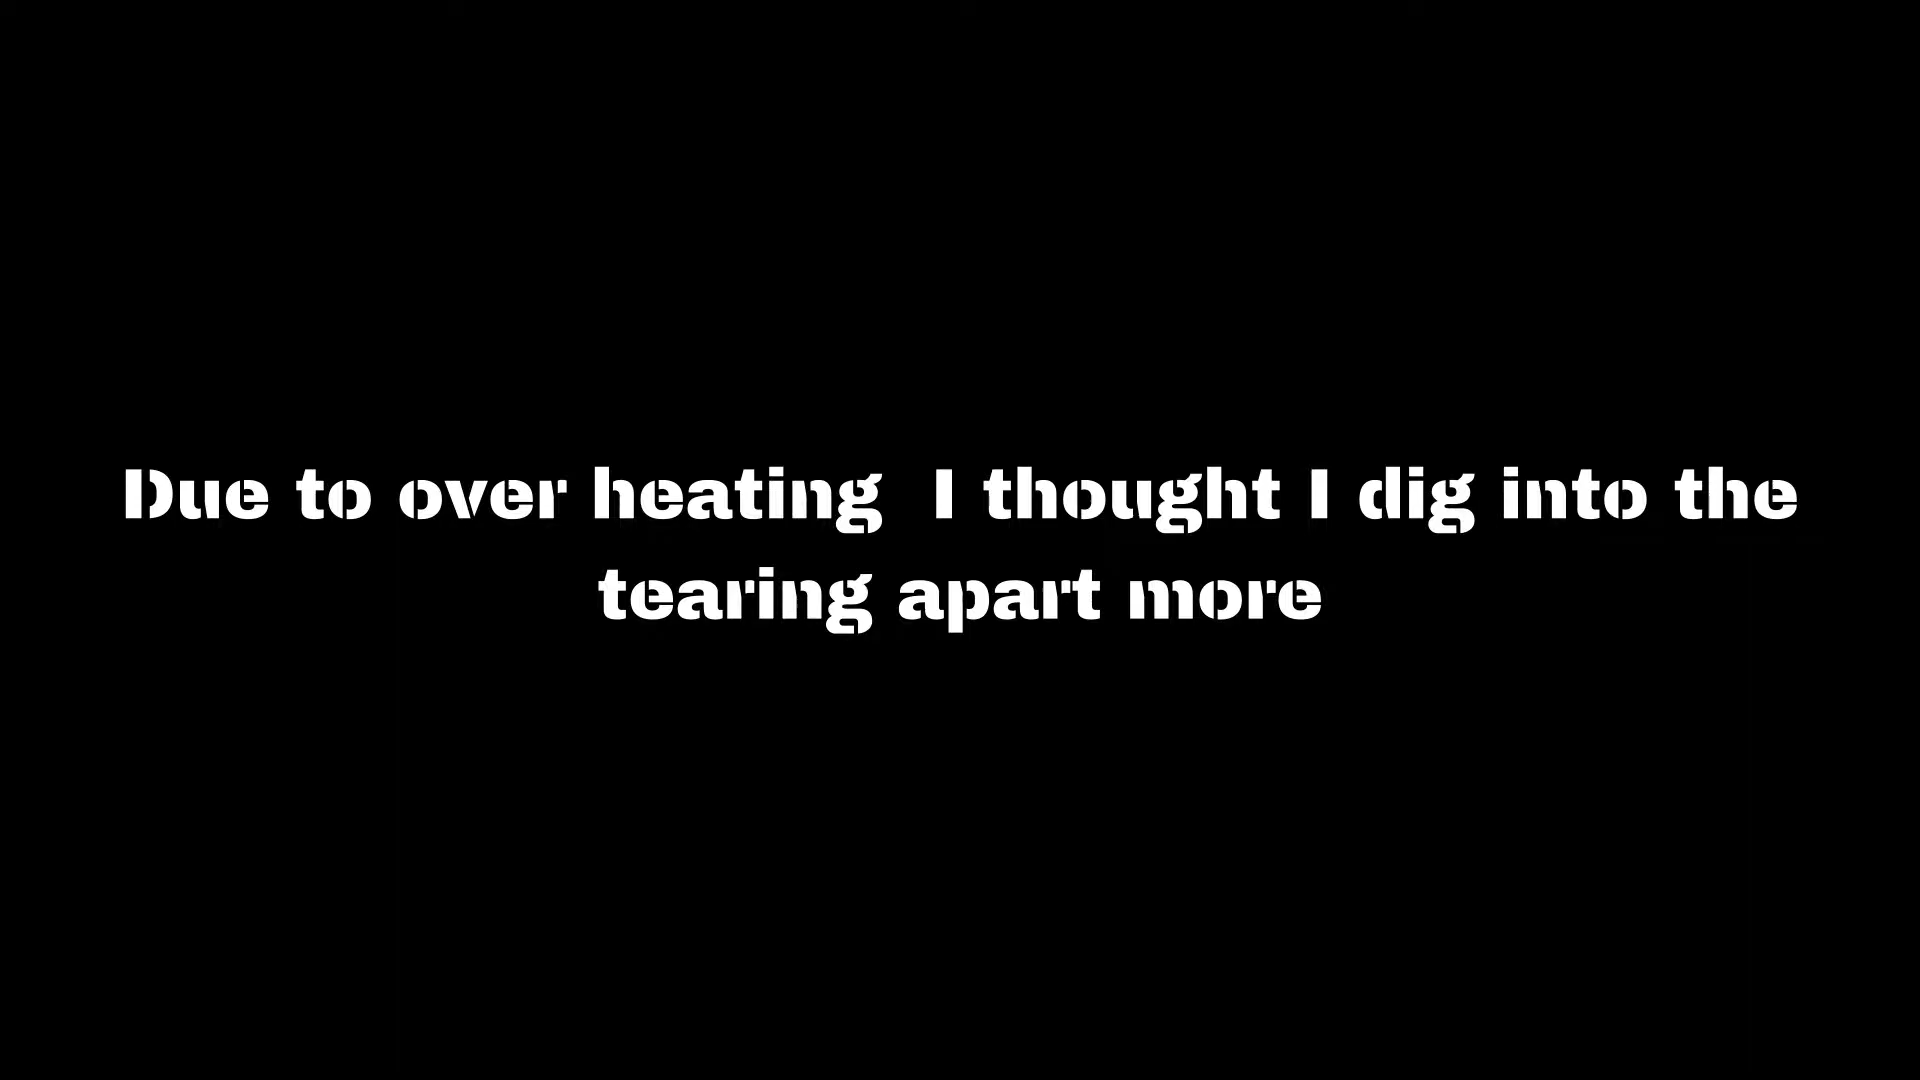 Due to over heating  I thought I dig into the
tearing apart more